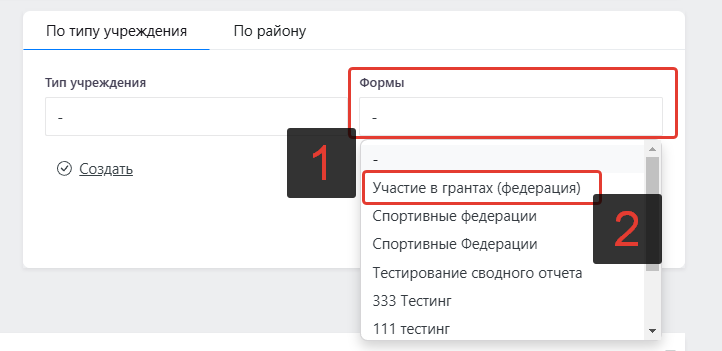 По типу учреждения По району
Тип учреждения Формы
- -
1
-
Создать
Участие в грантах (федерация)
2
Спортивные федерации
Спортивные Федерации
Тестирование сводного отчета
333 Тестинг
111 тестинг